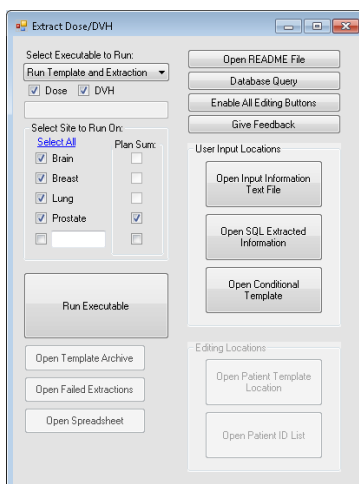 Extract Dose/DVH
Select Executable to Run:
Run Template and Extraction
Dose
DVH
Select Site to Run On:
Select All
Plan Sum:
Brain
Breast
Lung
Prostate
Run Executable
Open Template Archive
Open Failed Extractions
Open Spreadsheet
Open README File
Database Query
Enable All Editing Buttons
Give Feedback
User Input Locations
Open Input Information
Text File
Open SQL Extracted
Information
Open Conditional
Template
Editing Locations
Open Patient Template
Location
Open Patient ID List